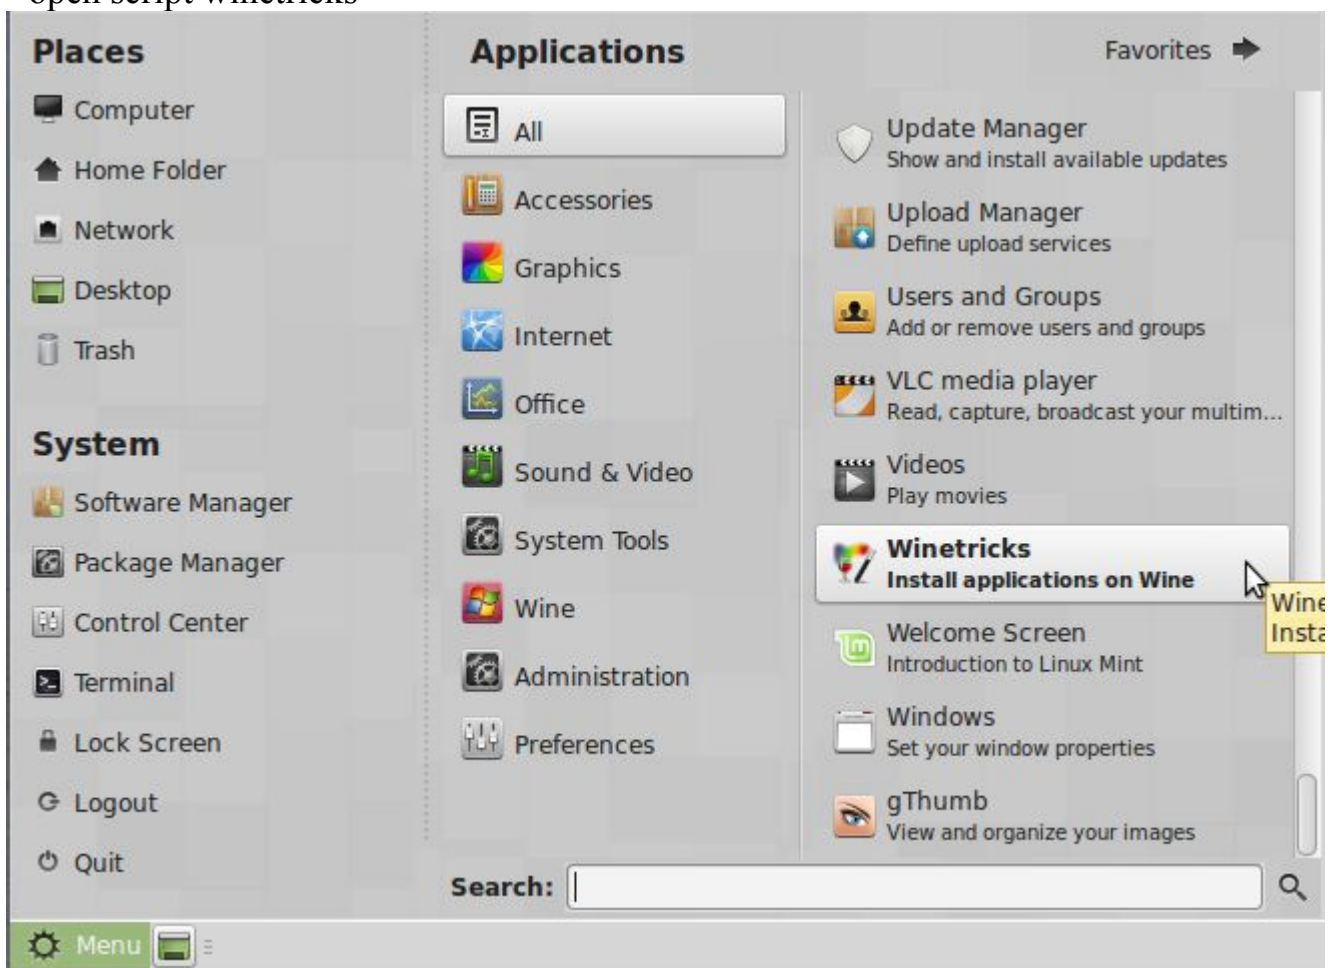 open script winetricks
Places
Computer
Home Folder
Network
Desktop
Trash
System
Software Manager
Package Manager
Control Center
Terminal
Lock Screen
Logout
Quit
Applications
Favorites
All
Accessories
Graphics
Internet
Office
Sound & Video
System Tools
Wine
Administration
Preferences
Update Manager
Show and install available updates
Upload Manager
Define upload services
Users and Groups
Add or remove users and groups
VLC media player
Read, capture, broadcast your multim...
Videos
Play movies
Winetricks
Install applications on Wine
Wine
Insta
Welcome Screen
Introduction to Linux Mint
Windows
Set your window properties
gThumb
View and organize your images
Search:
Menu